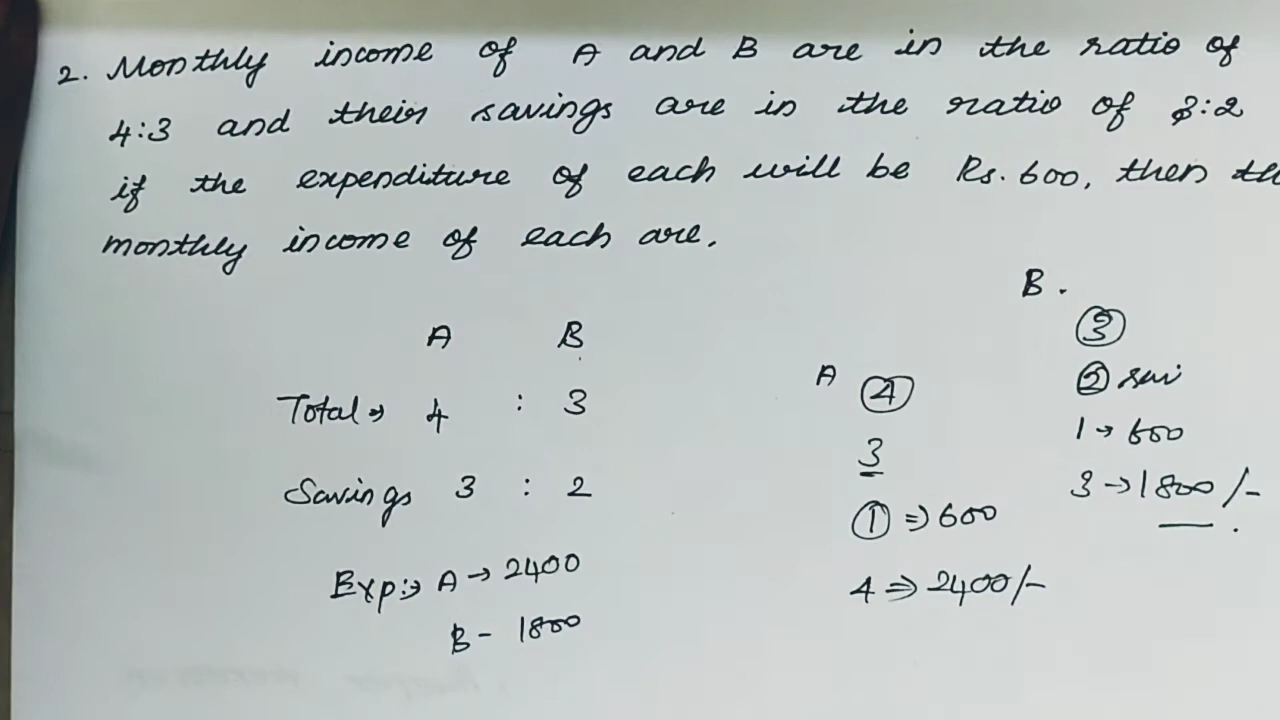 2. Monthly income of A and B are in the ratio of
4:3 and their savings are in the ratio of 3:2
if the expenditure of each will be Rs. 600, then the
monthly income of each are.
A B
Total → 4 : 3
Savings 3 : 2
Exp:→ A → 2400
B - 1800
A ④
3
① ⇒ 600
4 ⇒ 2400/-
B.
③
②
1 → 600
3 → 1800/-